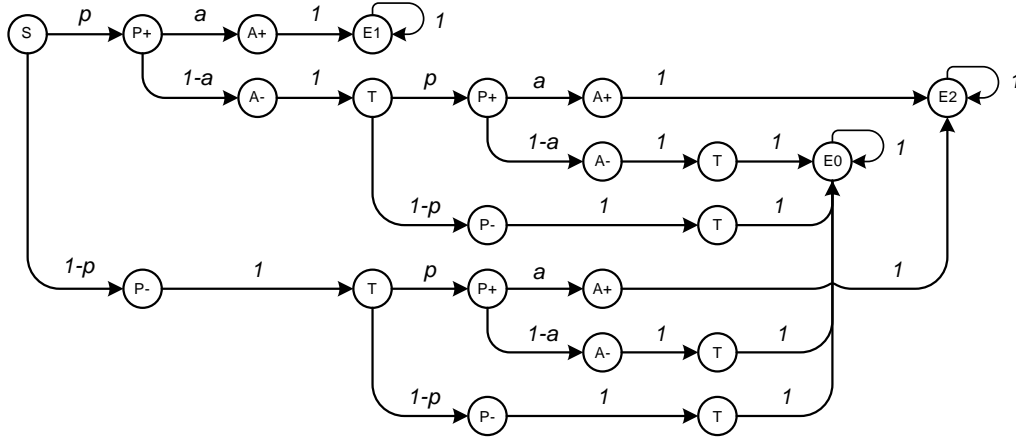 S p P+ a A+ 1 E1 1
1-a A- 1 T p P+ a A+ 1 E2 1
1-a A- 1 T 1 E0 1
1-p P- 1 T 1
1-p P- 1 T p P+ a A+ 1
1-a A- 1 T 1
1-p P- 1 T 1